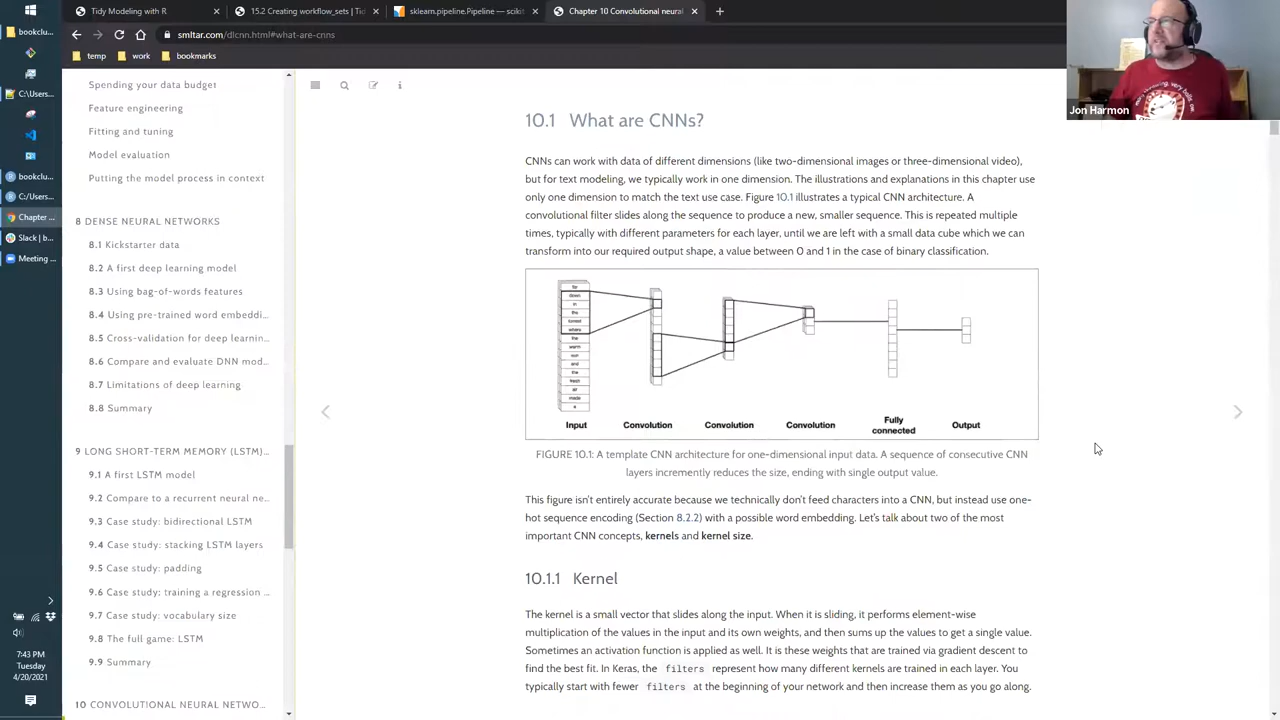 Tidy Modeling with R
15.2 Creating workflow_sets | Tid
sklearn.pipeline.Pipeline — scikit
Chapter 10 Convolutional neural
smltar.com/dlcnn.html#what-are-cnns
temp
work
bookmarks
bookclu
C:\Users
bookclu
C:\Users...
Chapter ...
Slack | b...
Meeting ...
7:43 PM
Tuesday
4/20/2021
Jon Harmon
Spending your data budget
Feature engineering
Fitting and tuning
Model evaluation
Putting the model process in context
8 DENSE NEURAL NETWORKS
8.1 Kickstarter data
8.2 A first deep learning model
8.3 Using bag-of-words features
8.4 Using pre-trained word embeddi...
8.5 Cross-validation for deep learnin...
8.6 Compare and evaluate DNN mod...
8.7 Limitations of deep learning
8.8 Summary
9 LONG SHORT-TERM MEMORY (LSTM)...
9.1 A first LSTM model
9.2 Compare to a recurrent neural ne...
9.3 Case study: bidirectional LSTM
9.4 Case study: stacking LSTM layers
9.5 Case study: padding
9.6 Case study: training a regression ...
9.7 Case study: vocabulary size
9.8 The full game: LSTM
9.9 Summary
10 CONVOLUTIONAL NEURAL NETWO...
10.1 What are CNNs?
CNNs can work with data of different dimensions (like two-dimensional images or three-dimensional video),
but for text modeling, we typically work in one dimension. The illustrations and explanations in this chapter use
only one dimension to match the text use case. Figure 10.1 illustrates a typical CNN architecture. A
convolutional filter slides along the sequence to produce a new, smaller sequence. This is repeated multiple
times, typically with different parameters for each layer, until we are left with a small data cube which we can
transform into our required output shape, a value between 0 and 1 in the case of binary classification.
down
in
the
where
the
warm
and
the
fresh
air
made
a
Input
Convolution
Convolution
Convolution
Fully
connected
Output
FIGURE 10.1: A template CNN architecture for one-dimensional input data. A sequence of consecutive CNN
layers incremently reduces the size, ending with single output value.
This figure isn't entirely accurate because we technically don't feed characters into a CNN, but instead use one-
hot sequence encoding (Section 8.2.2) with a possible word embedding. Let's talk about two of the most
important CNN concepts, kernels and kernel size.
10.1.1 Kernel
The kernel is a small vector that slides along the input. When it is sliding, it performs element-wise
multiplication of the values in the input and its own weights, and then sums up the values to get a single value.
Sometimes an activation function is applied as well. It is these weights that are trained via gradient descent to
find the best fit. In Keras, the filters represent how many different kernels are trained in each layer. You
typically start with fewer filters at the beginning of your network and then increase them as you go along.